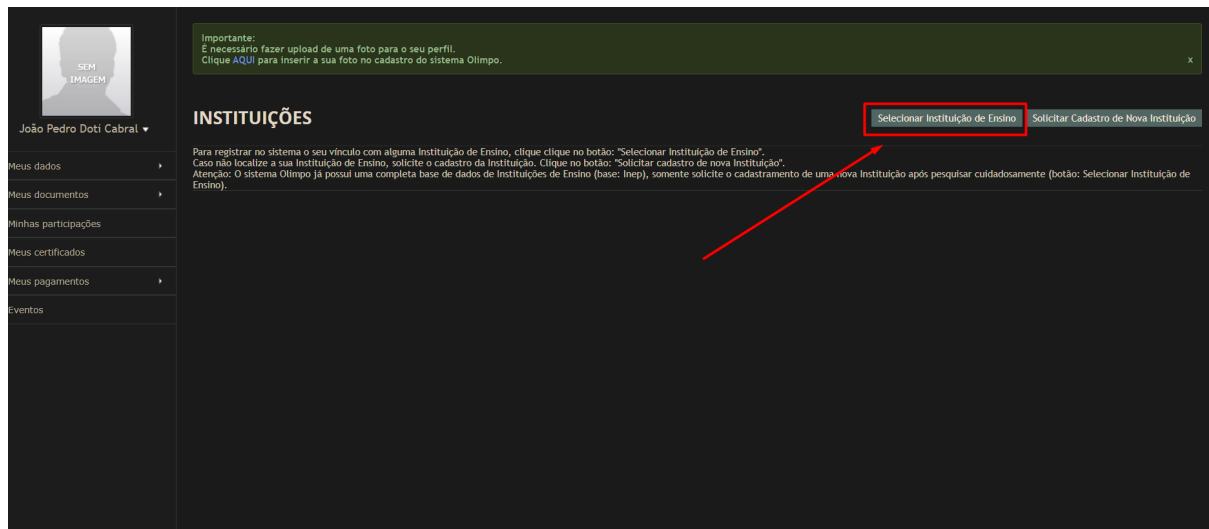 SEM
IMAGEM
João Pedro Doti Cabral
Meus dados
Meus documentos
Minhas participações
Meus certificados
Meus pagamentos
Eventos
Importante:
É necessário fazer upload de uma foto para o seu perfil.
Clique AQUI para inserir a sua foto no cadastro do sistema Olimpo.
x
INSTITUIÇÕES
Selecionar Instituição de Ensino
Solicitar Cadastro de Nova Instituição
Para registrar no sistema o seu vínculo com alguma Instituição de Ensino, clique clique no botão: "Selecionar Instituição de Ensino".
Caso não localize a sua Instituição de Ensino, solicite o cadastro da Instituição. Clique no botão: "Solicitar cadastro de nova Instituição".
Atenção: O sistema Olimpo já possui uma completa base de dados de Instituições de Ensino (base: Inep), somente solicite o cadastramento de uma nova Instituição após pesquisar cuidadosamente (botão: Selecionar Instituição de
Ensino).